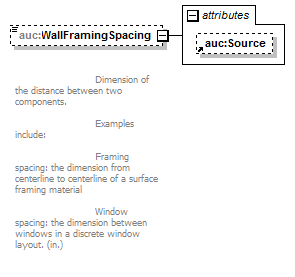 attributes
auc:WallFramingSpacing
auc:Source
Dimension of
the distance between two
components.
Examples
include:
Framing
spacing: the dimension from
centerline to centerline of a surface
framing material
Window
spacing: the dimension between
windows in a discrete window
layout. (in.)